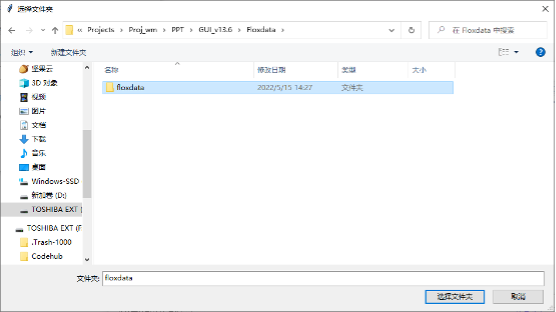 选择文件夹
« Projects › Proj_wm › PPT › GUI_v13.6 › Floxdata ›
在 Floxdata 中搜索
组织 新建文件夹
名称 修改日期 类型 大小
坚果云
3D 对象
视频
图片
文档
下载
音乐
桌面
Windows-SSD
新加卷 (D:)
TOSHIBA EXT (
TOSHIBA EXT (F
.Trash-1000
Codehub
floxdata 2022/5/15 14:27 文件夹
文件夹: floxdata
选择文件夹 取消